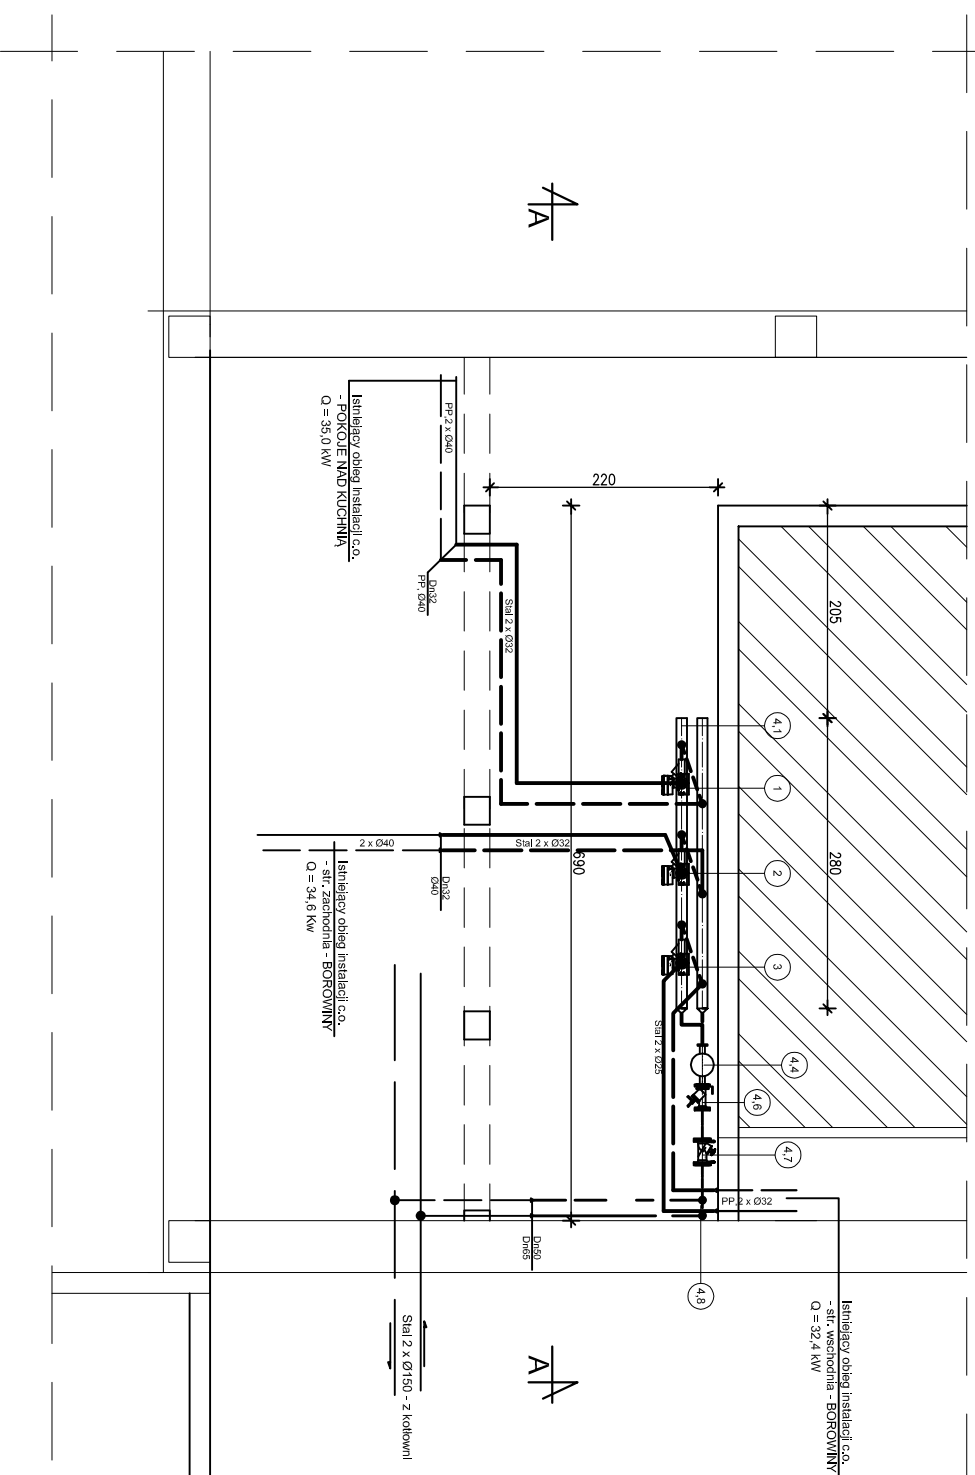 A
Istniejący obieg instalacji c.o.
- POKOJE NAD KUCHNIĄ
Q = 35,0 kW
PP,2 x Ø40
Dn32
PP, Ø40
Stal 2 x Ø32
220
205
280
690
4,1
1
2
3
4,4
4,6
4,7
4,8
2 x Ø40
Stal 2 x Ø32
Dn32
Ø40
Istniejący obieg instalacji c.o.
- str. zachodnia - BOROWINY
Q = 34,6 Kw
Stal 2 x Ø25
PP,2 x Ø32
Dn50
Dn65
Istniejący obieg instalacji c.o.
- str. wschodnia - BOROWINY
Q = 32,4 kW
Stal 2 x Ø150 - z kotłowni
A